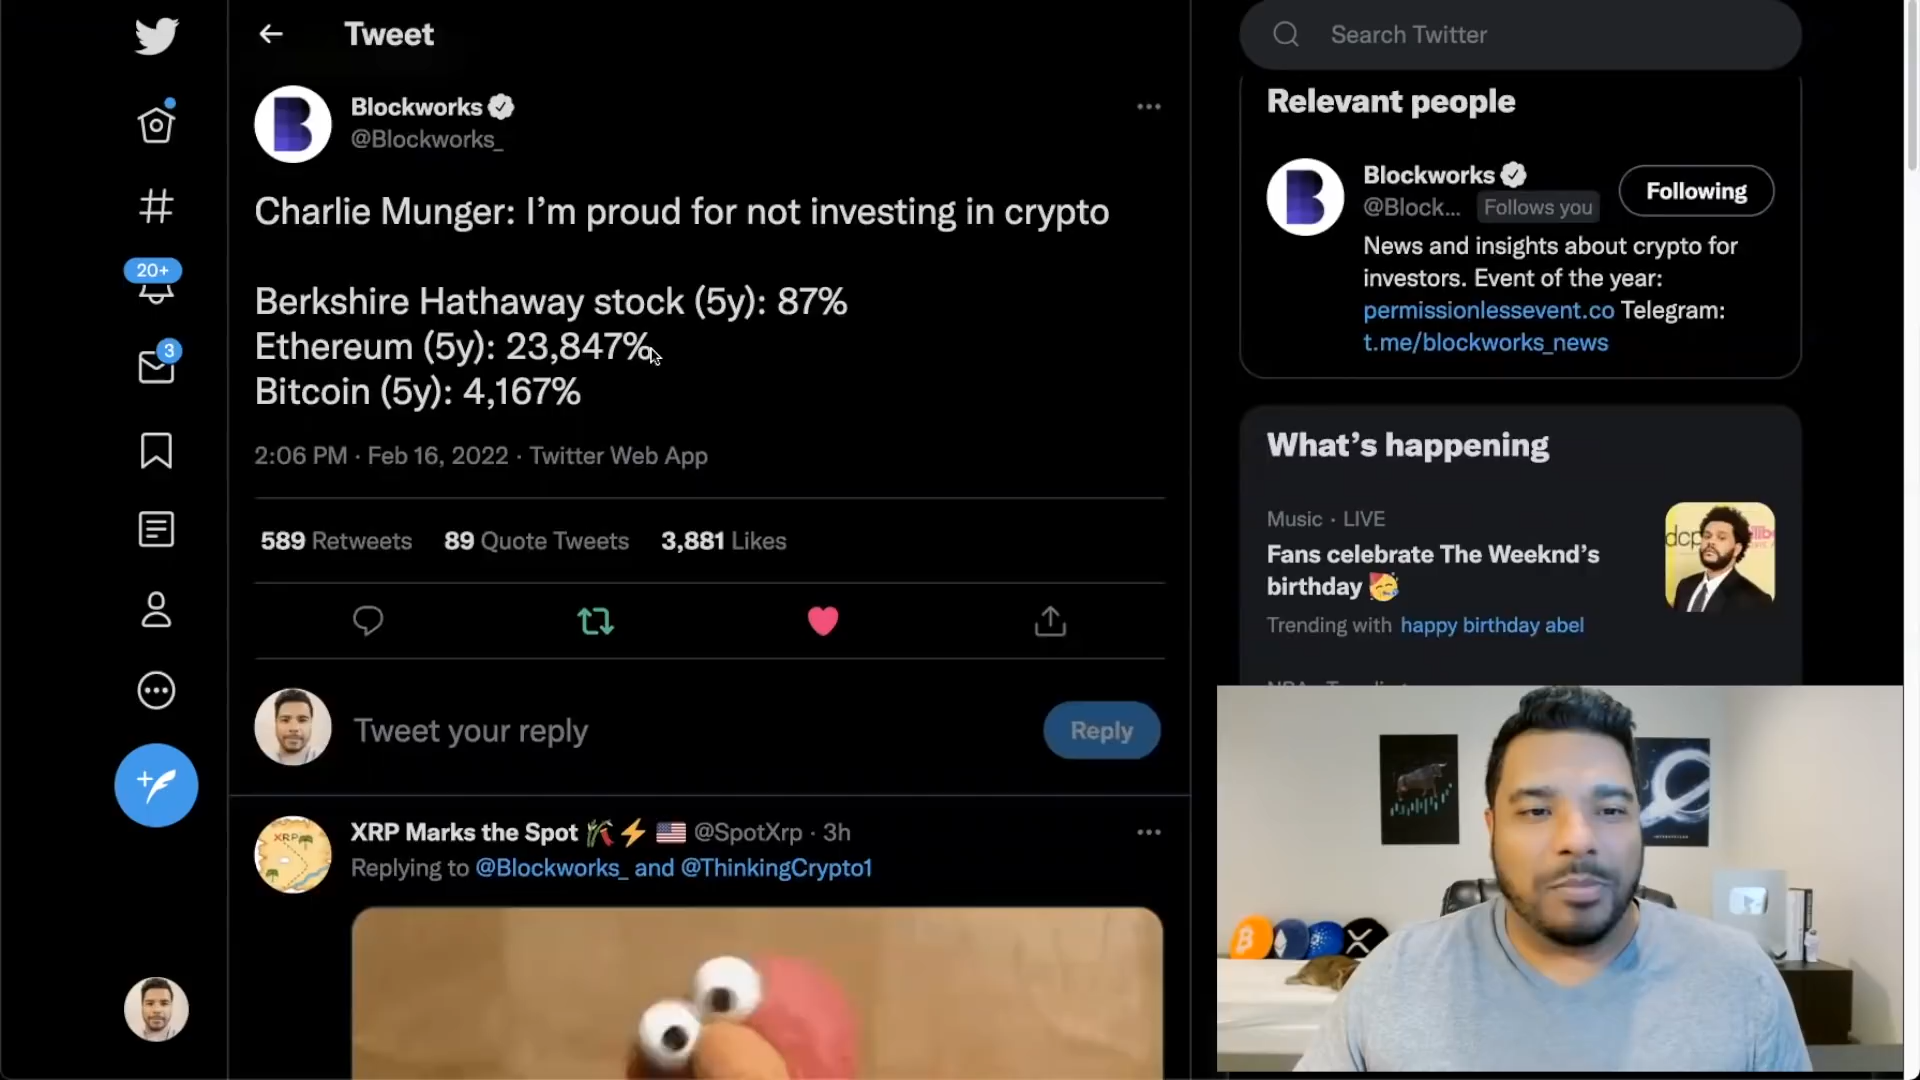 Tweet
Search Twitter
Blockworks
@Blockworks_
Charlie Munger: I'm proud for not investing in crypto
Berkshire Hathaway stock (5y): 87%
Ethereum (5y): 23,847%
Bitcoin (5y): 4,167%
2:06 PM · Feb 16, 2022 · Twitter Web App
589 Retweets 89 Quote Tweets 3,881 Likes
Tweet your reply
Reply
XRP Marks the Spot @SpotXrp · 3h
Replying to @Blockworks_ and @ThinkingCrypto1
XRP
20+
3
Relevant people
Blockworks
@Block... Follows you
Following
News and insights about crypto for
investors. Event of the year:
permissionlessevent.co Telegram:
t.me/blockworks_news
What's happening
Music · LIVE
Fans celebrate The Weeknd's
birthday
Trending with happy birthday abel
dcp